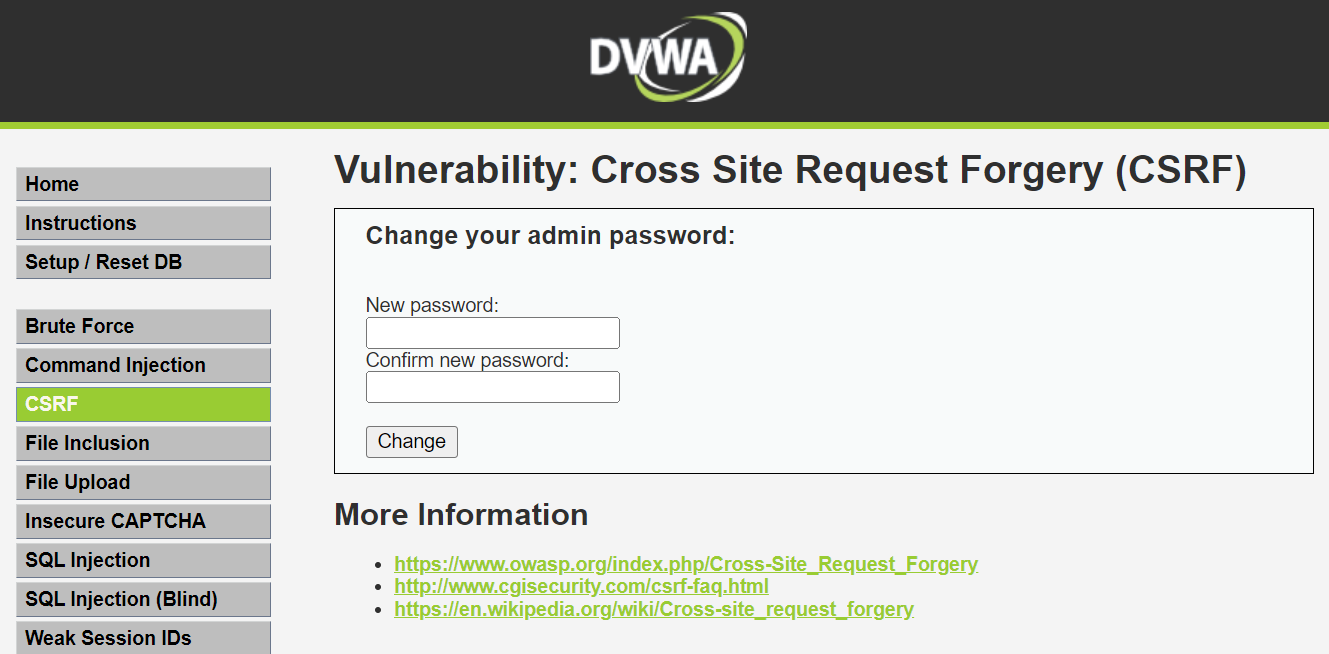 DVWA
Home
Instructions
Setup / Reset DB
Brute Force
Command Injection
CSRF
File Inclusion
File Upload
Insecure CAPTCHA
SQL Injection
SQL Injection (Blind)
Weak Session IDs
Vulnerability: Cross Site Request Forgery (CSRF)
Change your admin password:
New password:
Confirm new password:
Change
More Information
https://www.owasp.org/index.php/Cross-Site_Request_Forgery
http://www.cgisecurity.com/csrf-faq.html
https://en.wikipedia.org/wiki/Cross-site_request_forgery